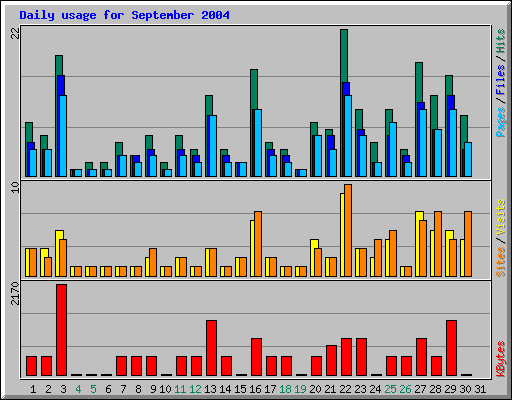 Daily usage for September 2004
22
Pages / Files / Hits
10
Sites / Visits
2170
KBytes
1 2 3 4 5 6 7 8 9 10 11 12 13 14 15 16 17 18 19 20 21 22 23 24 25 26 27 28 29 30 31